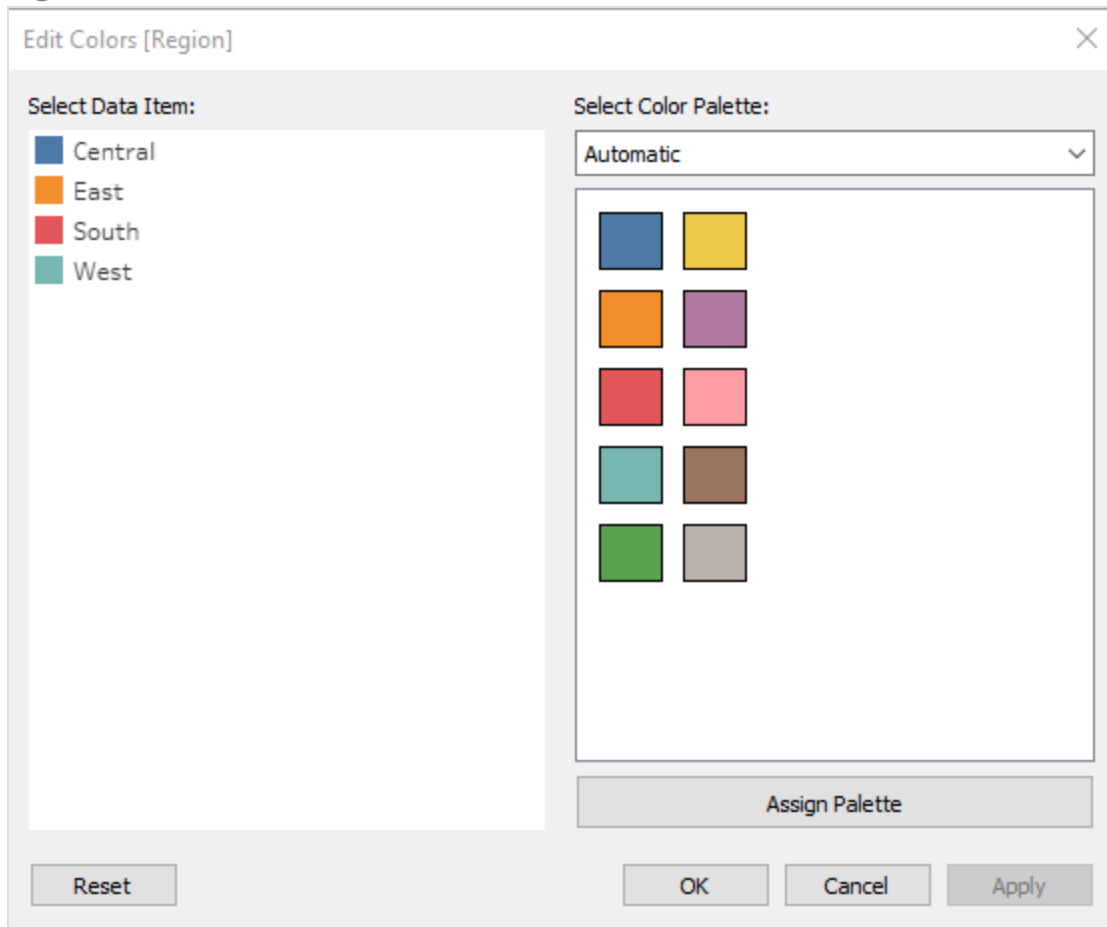 Edit Colors [Region]
Select Data Item:
Central
East
South
West
Select Color Palette:
Automatic
Assign Palette
Reset
OK
Cancel
Apply